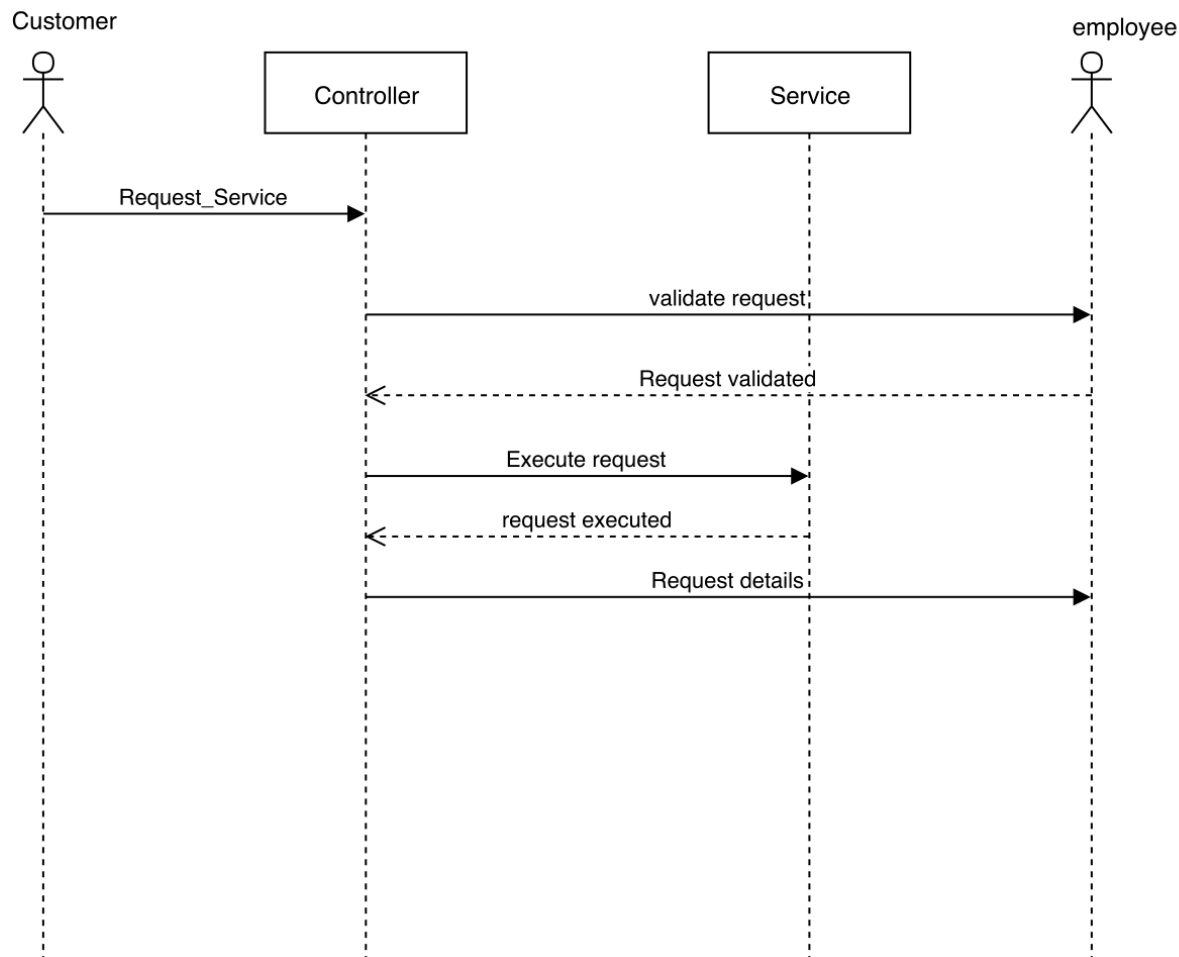 Customer
employee
Controller
Service
Request_Service
validate request
Request validated
Execute request
request executed
Request details